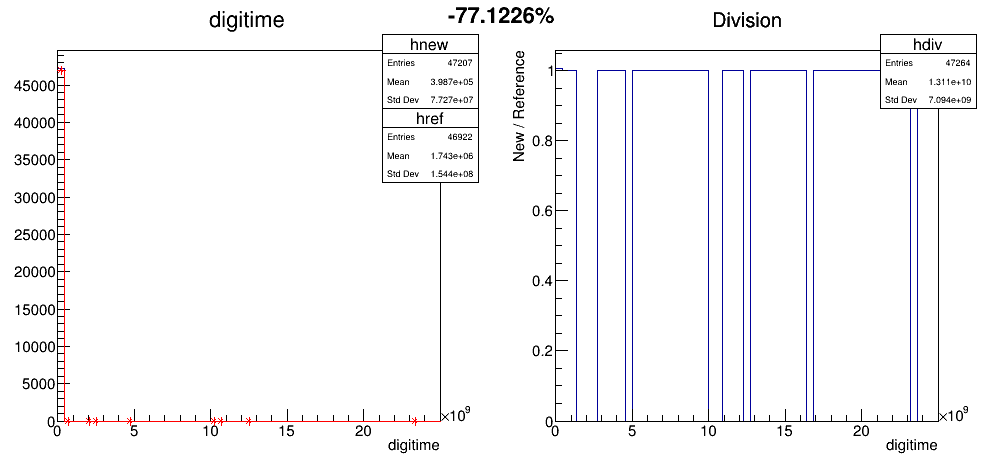 -77.1226%
digitime
hnew
Entries 47207
Mean 3.987e+05
Std Dev 7.727e+07
href
Entries 46922
Mean 1.743e+06
Std Dev 1.544e+08
45000
40000
35000
30000
25000
20000
15000
10000
5000
0
0 5 10 15 20
×10⁹
digitime
Division
hdiv
Entries 47264
Mean 1.311e+10
Std Dev 7.094e+09
New / Reference
1
0.8
0.6
0.4
0.2
0
0 5 10 15 20
×10⁹
digitime